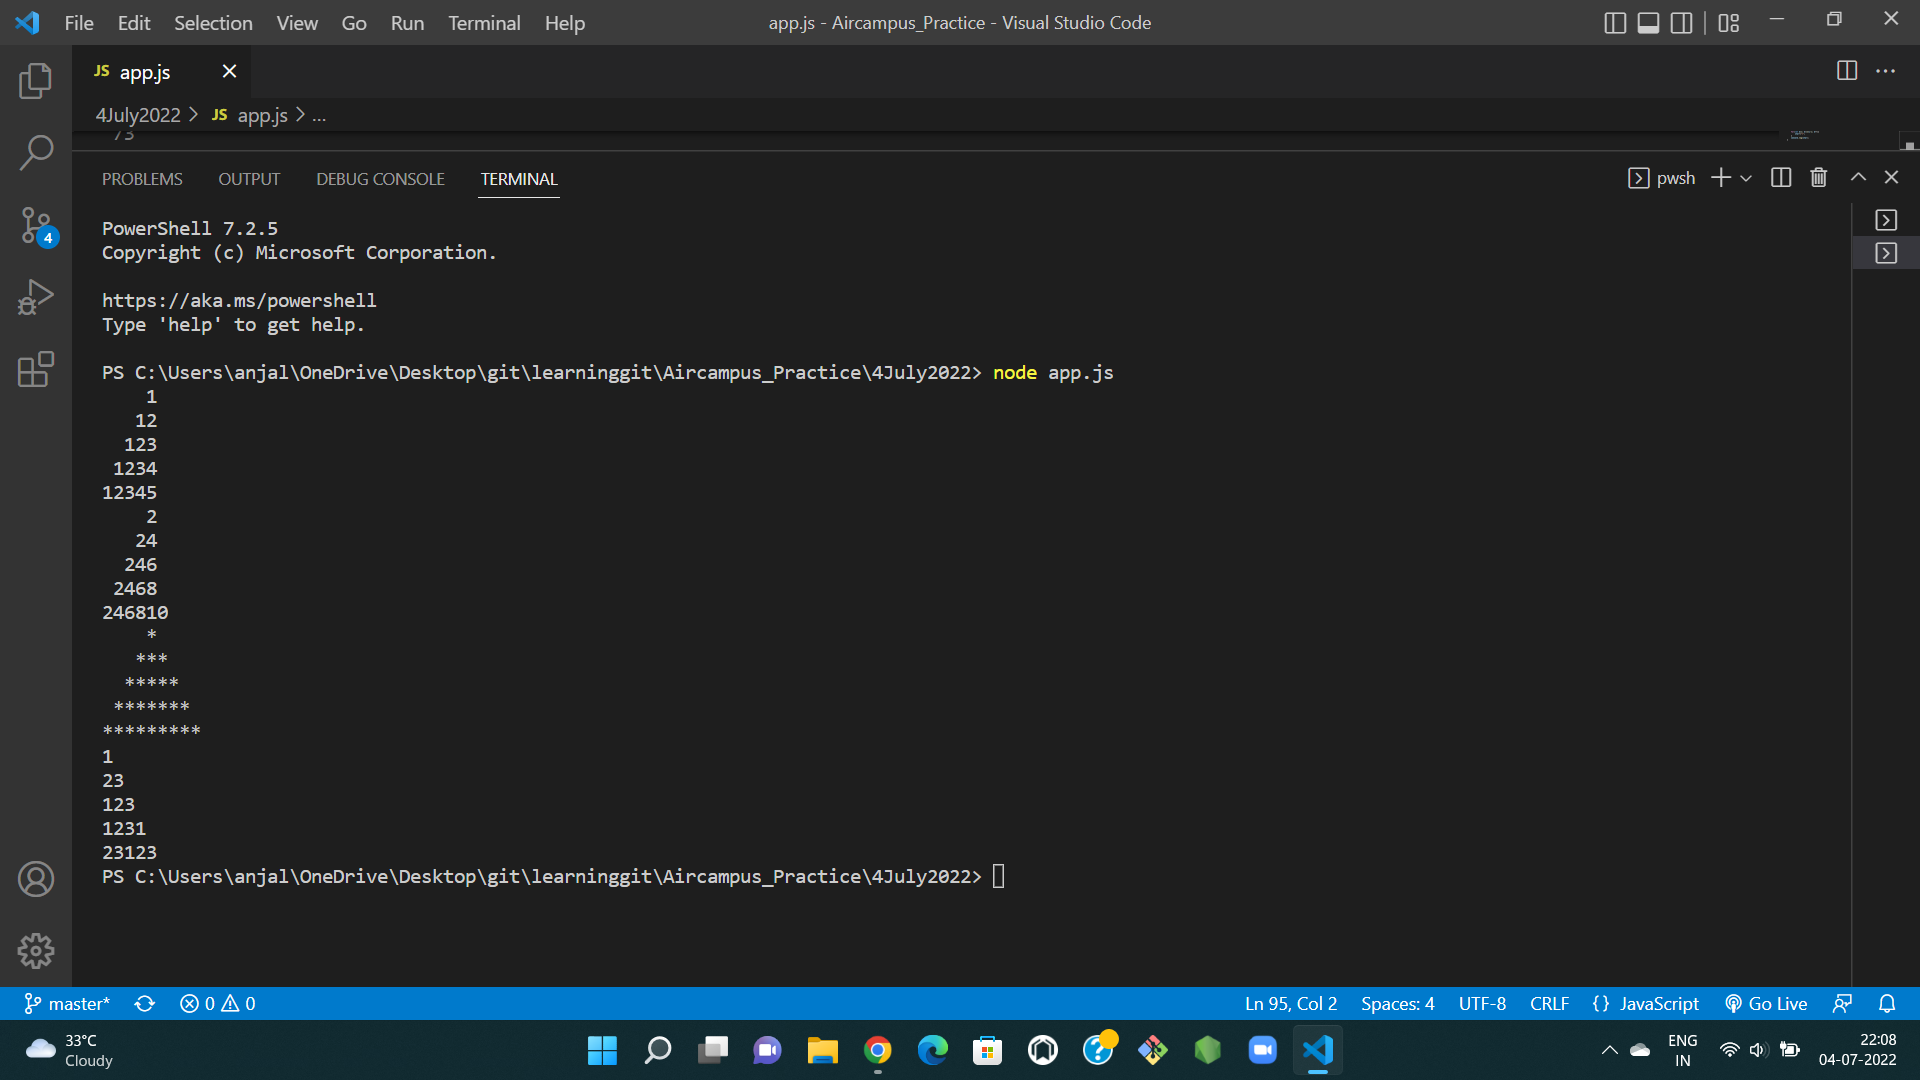 File Edit Selection View Go Run Terminal Help
app.js - Aircampus_Practice - Visual Studio Code
JS app.js
4July2022 > JS app.js > ...
73
PROBLEMS OUTPUT DEBUG CONSOLE TERMINAL
pwsh
PowerShell 7.2.5
Copyright (c) Microsoft Corporation.
https://aka.ms/powershell
Type 'help' to get help.
PS C:\Users\anjal\OneDrive\Desktop\git\learninggit\Aircampus_Practice\4July2022> node app.js
    1
   12
  123
 1234
12345
    2
   24
  246
 2468
246810
    *
   ***
  *****
 *******
*********
1
23
123
1231
23123
PS C:\Users\anjal\OneDrive\Desktop\git\learninggit\Aircampus_Practice\4July2022>
4
master* 0 0
Ln 95, Col 2 Spaces: 4 UTF-8 CRLF {} JavaScript Go Live
33°C
Cloudy
ENG
IN
22:08
04-07-2022